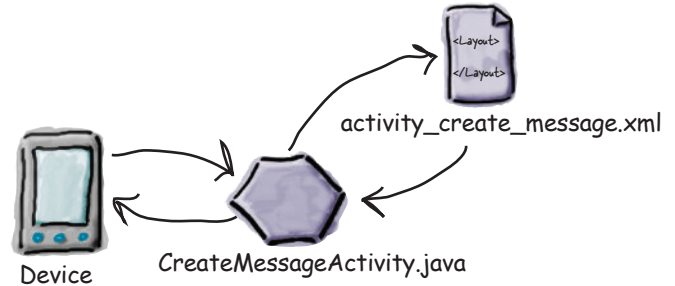 <Layout>
</Layout>
activity_create_message.xml
Device
CreateMessageActivity.java